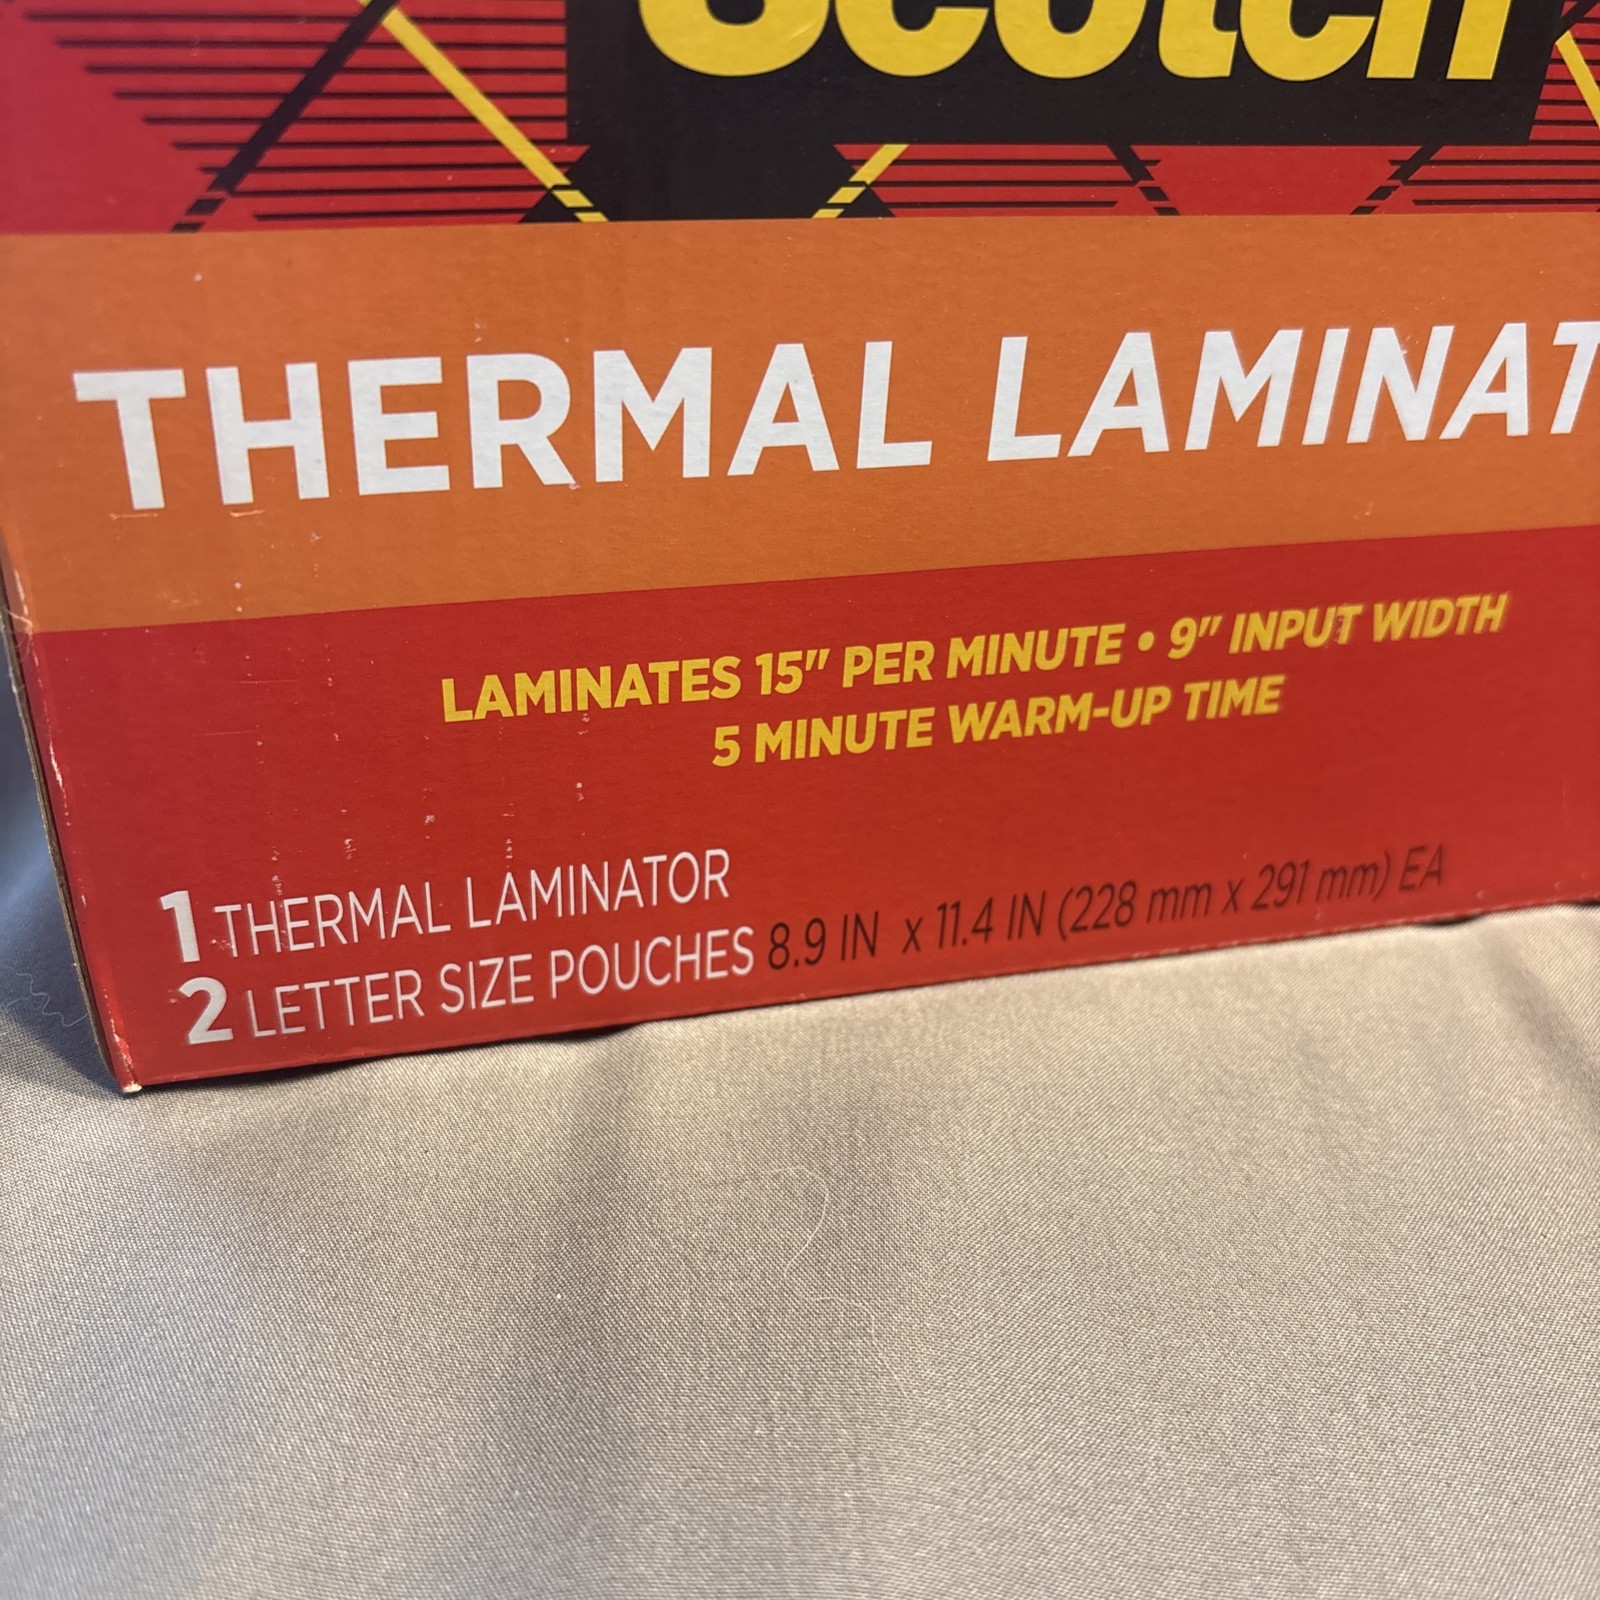 Scotch
THERMAL LAMINAT
LAMINATES 15" PER MINUTE • 9" INPUT WIDTH
5 MINUTE WARM-UP TIME
1 THERMAL LAMINATOR
2 LETTER SIZE POUCHES 8.9 IN x 11.4 IN (228 mm x 291 mm) EA